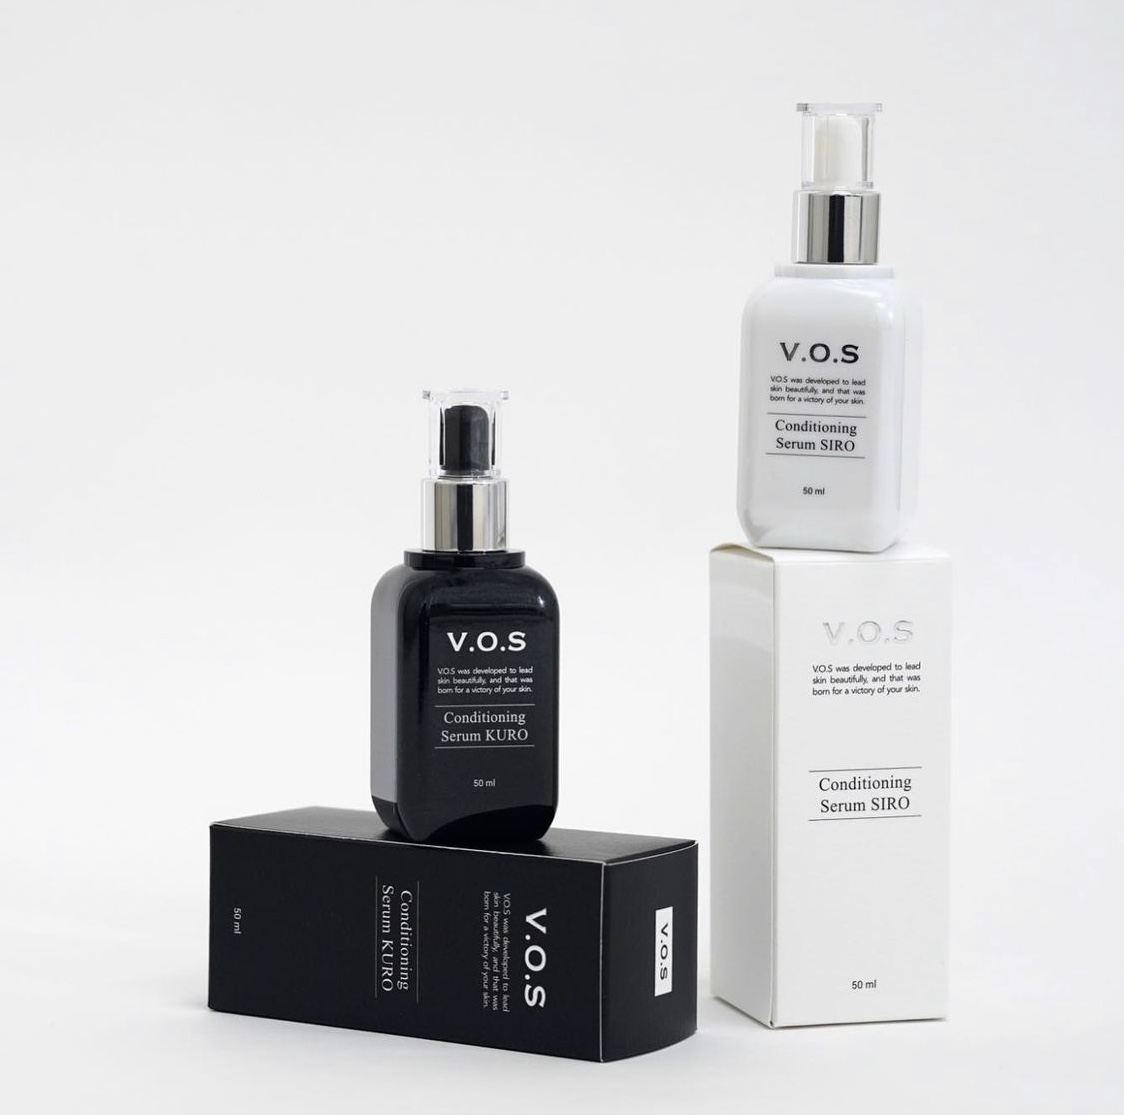 V.O.S
V.O.S was developed to lead
skin beautifully, and that was
born for a victory of your skin.
Conditioning
Serum SIRO
50 ml
V.O.S
V.O.S was developed to lead
skin beautifully, and that was
born for a victory of your skin.
Conditioning
Serum KURO
50 ml
V.O.S
V.O.S was developed to lead
skin beautifully, and that was
born for a victory of your skin.
Conditioning
Serum SIRO
50 ml
V.O.S
V.O.S was developed to lead
skin beautifully, and that was
born for a victory of your skin.
Conditioning
Serum KURO
50 ml
V.O.S